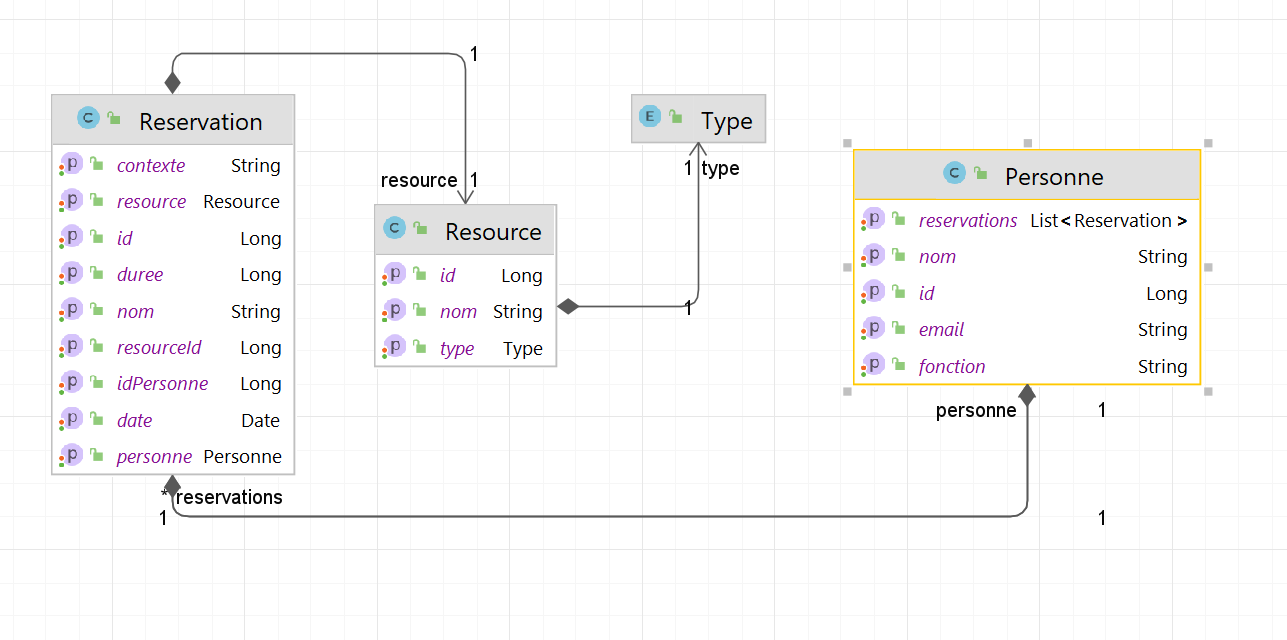 1
C Reservation
p contexte String
p resource Resource
p id Long
p duree Long
p nom String
p resourceId Long
p idPersonne Long
p date Date
p personne Personne
* reservations
1
resource 1
C Resource
p id Long
p nom String
p type Type
1
E Type
1 type
C Personne
p reservations List<Reservation>
p nom String
p id Long
p email String
p fonction String
personne 1
1